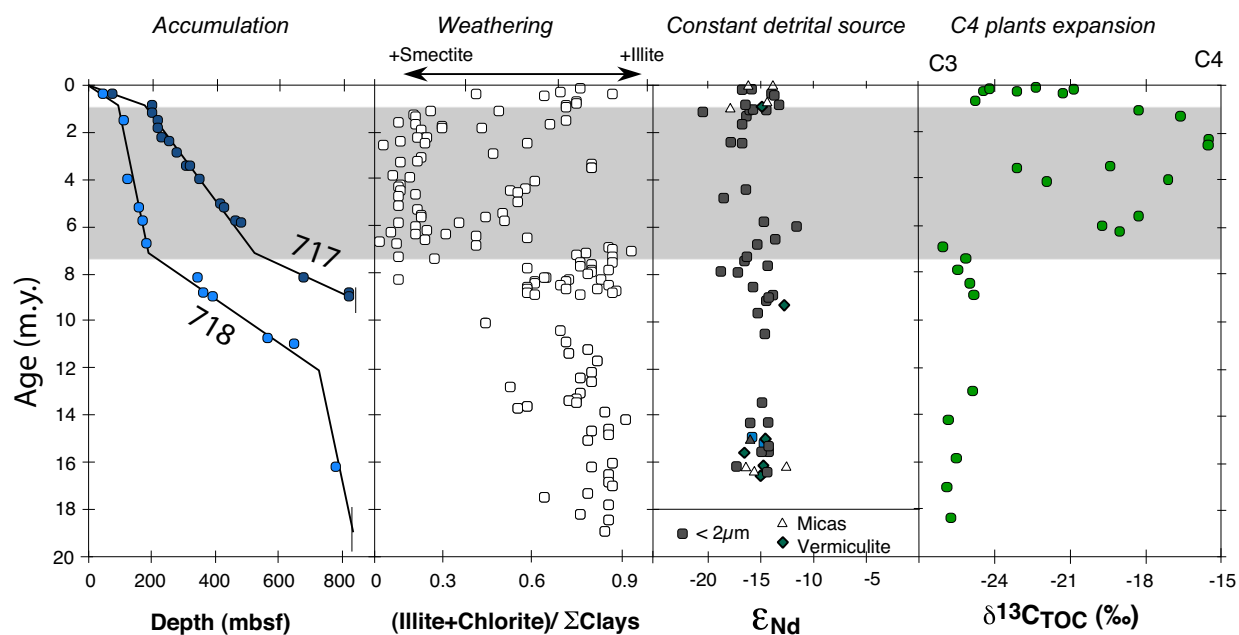 Accumulation
Weathering
Constant detrital source
C4 plants expansion
+Smectite
+Illite
C3
C4
0
2
4
6
8
10
12
14
16
18
20
Age (m.y.)
717
718
< 2µm
Micas
Vermiculite
0 200 400 600 800
0 0.3 0.6 0.9
-20 -15 -10 -5
-24 -21 -18 -15
Depth (mbsf)
(Illite+Chlorite)/ ΣClays
εNd
δ13CTOC (‰)